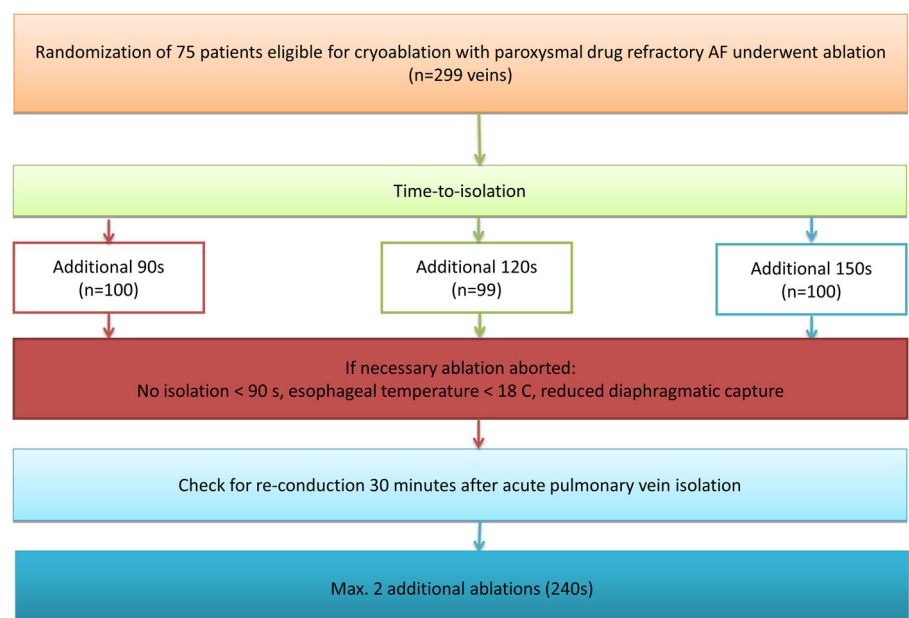 Randomization of 75 patients eligible for cryoablation with paroxysmal drug refractory AF underwent ablation
(n=299 veins)
Time-to-isolation
Additional 90s
(n=100)
Additional 120s
(n=99)
Additional 150s
(n=100)
If necessary ablation aborted:
No isolation < 90 s, esophageal temperature < 18 C, reduced diaphragmatic capture
Check for re-conduction 30 minutes after acute pulmonary vein isolation
Max. 2 additional ablations (240s)